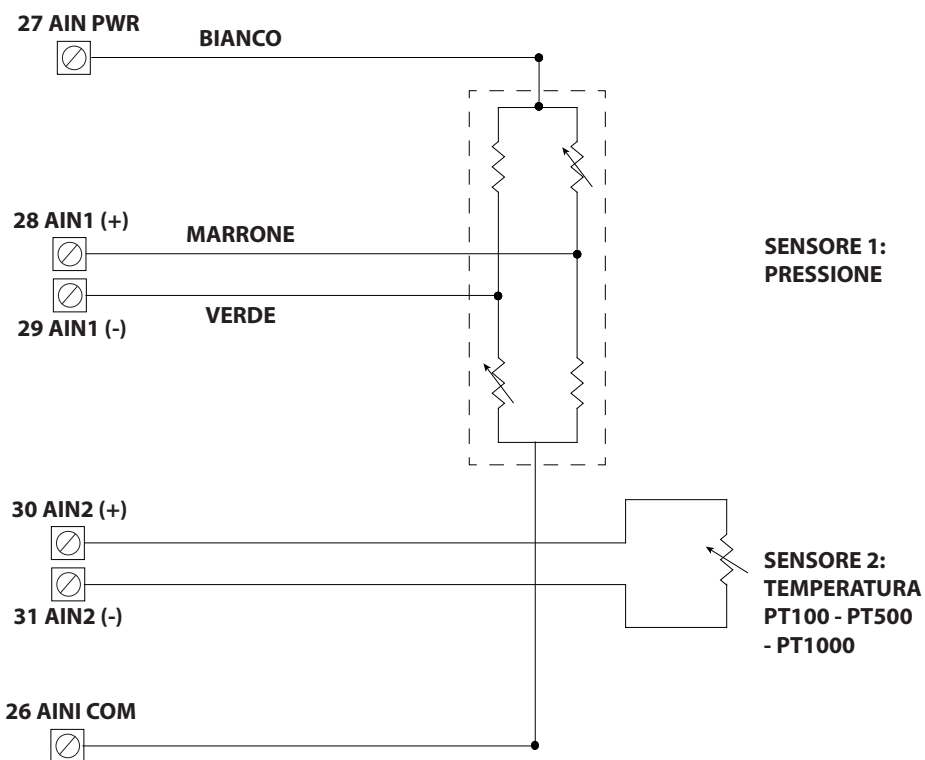 27 AIN PWR
BIANCO
28 AIN1 (+)
MARRONE
VERDE
29 AIN1 (-)
SENSORE 1:
PRESSIONE
30 AIN2 (+)
31 AIN2 (-)
SENSORE 2:
TEMPERATURA
PT100 - PT500
- PT1000
26 AINI COM